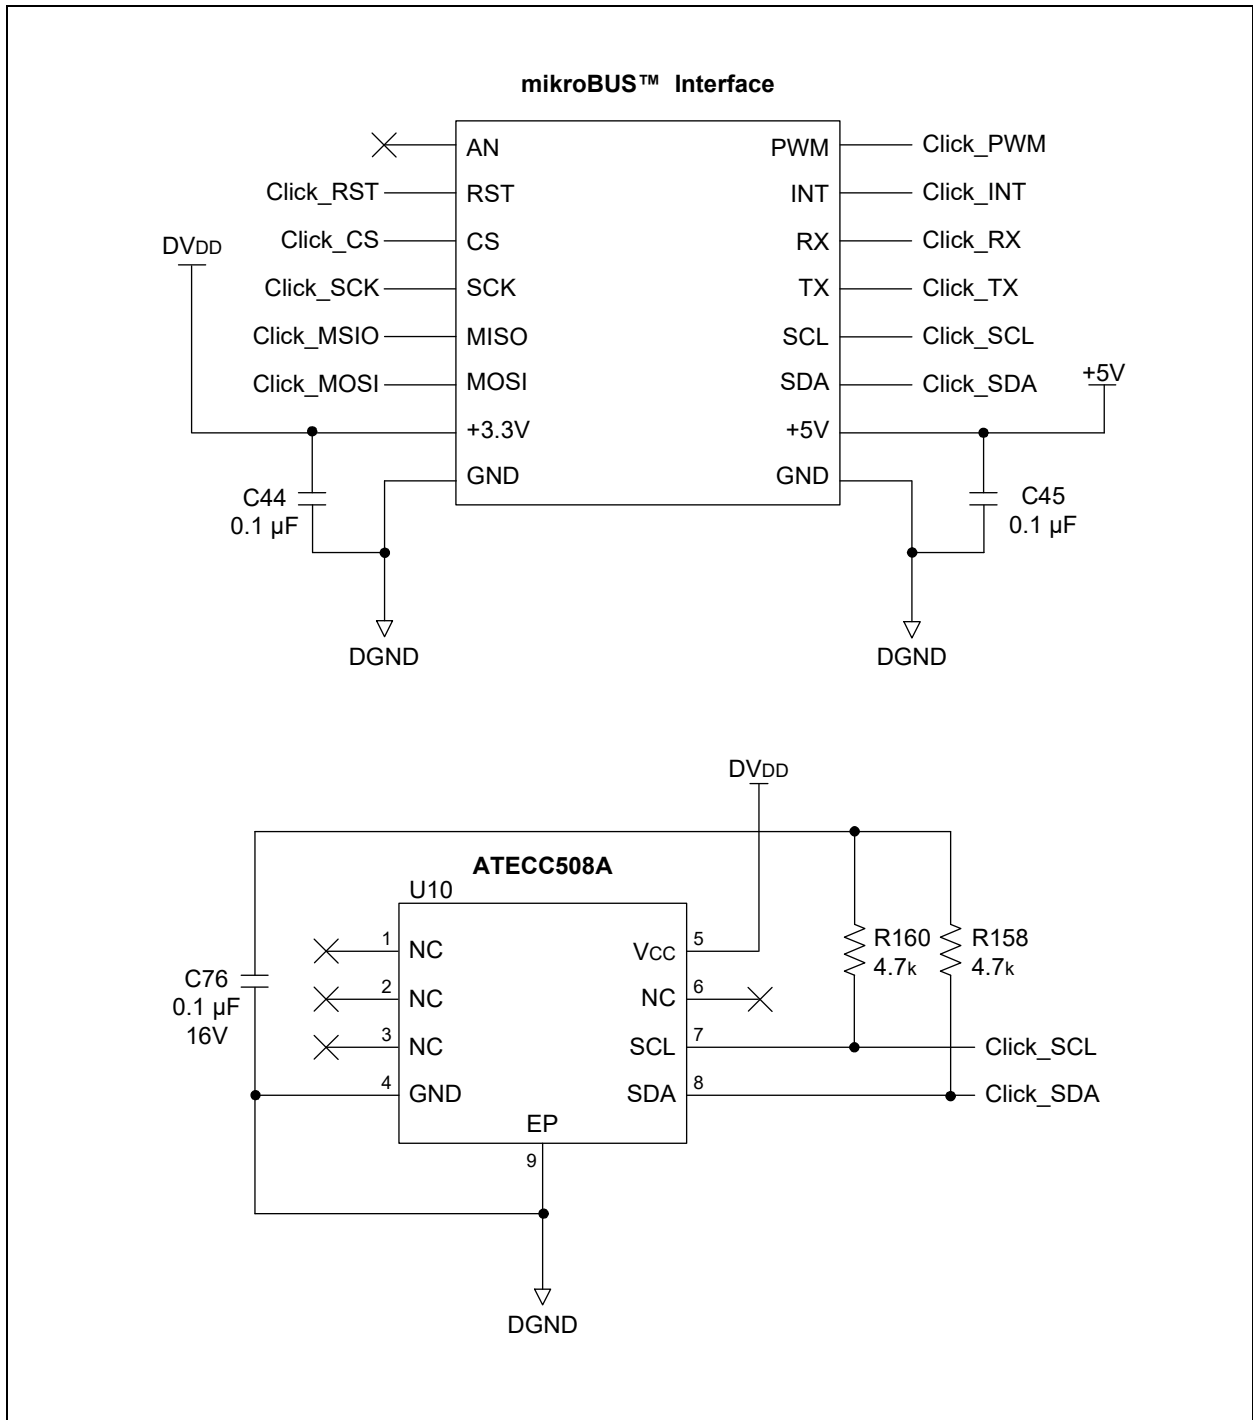 mikroBUS™ Interface
AN
PWM
Click_PWM
Click_RST
RST
INT
Click_INT
DVDD
Click_CS
CS
RX
Click_RX
Click_SCK
SCK
TX
Click_TX
Click_MSIO
MISO
SCL
Click_SCL
Click_MOSI
MOSI
SDA
Click_SDA
+5V
+3.3V
+5V
GND
GND
C44
0.1 µF
C45
0.1 µF
DGND
DGND
DVDD
ATECC508A
U10
1
NC
VCC
5
R160
4.7k
R158
4.7k
C76
0.1 µF
16V
2
NC
NC
6
3
NC
SCL
7
Click_SCL
4
GND
SDA
8
Click_SDA
EP
9
DGND